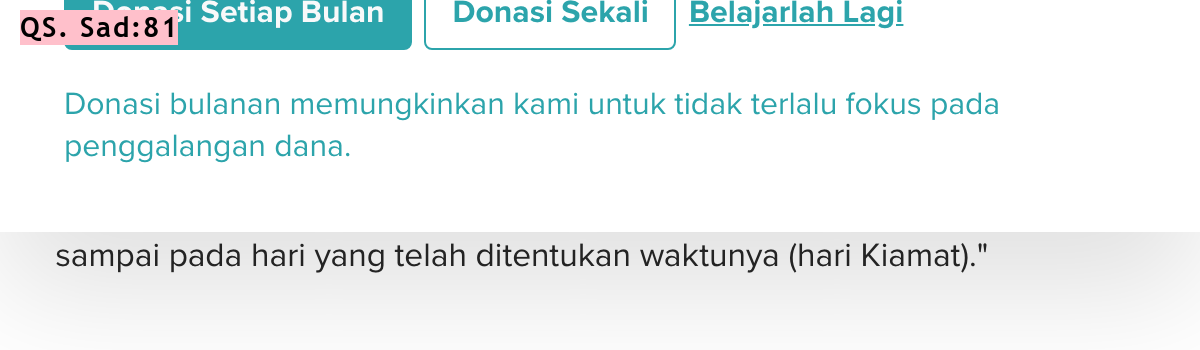 QS. Sad:81
Donasi Setiap Bulan
Donasi Sekali
Belajarlah Lagi
Donasi bulanan memungkinkan kami untuk tidak terlalu fokus pada
penggalangan dana.
sampai pada hari yang telah ditentukan waktunya (hari Kiamat)."